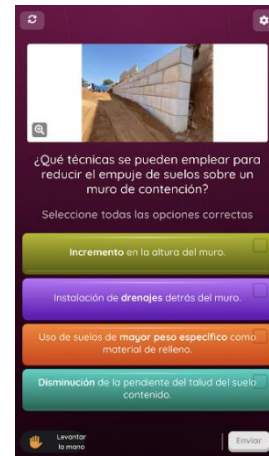 ¿Qué técnicas se pueden emplear para
reducir el empuje de suelos sobre un
muro de contención?
Seleccione todas las opciones correctas
Incremento en la altura del muro.
Instalación de drenajes detrás del muro.
Uso de suelos de mayor peso específico como
material de relleno.
Disminución de la pendiente del talud del suelo
contenido.
Levantar
la mano
Enviar